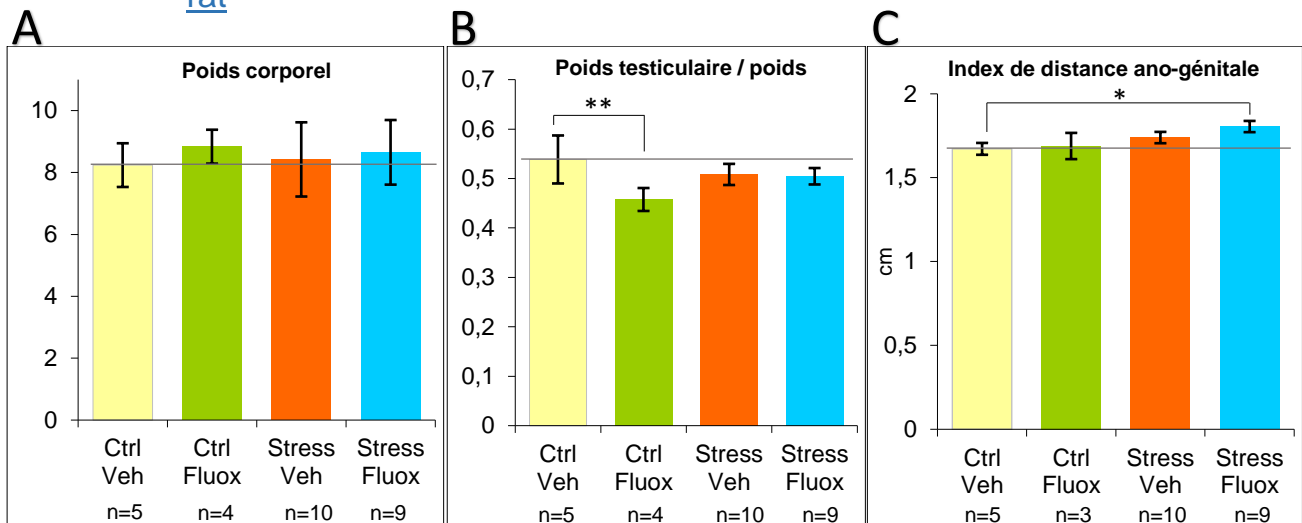 rat
A
Poids corporel
10
8
6
4
2
0
Ctrl Veh
Ctrl Fluox
Stress Veh
Stress Fluox
n=5
n=4
n=10
n=9
B
Poids testiculaire / poids
0,7
0,6
0,5
0,4
0,3
0,2
0,1
0
**
Ctrl Veh
Ctrl Fluox
Stress Veh
Stress Fluox
n=5
n=4
n=10
n=9
C
Index de distance ano-génitale
2
1,5
1
0,5
0
cm
*
Ctrl Veh
Ctrl Fluox
Stress Veh
Stress Fluox
n=5
n=3
n=10
n=9